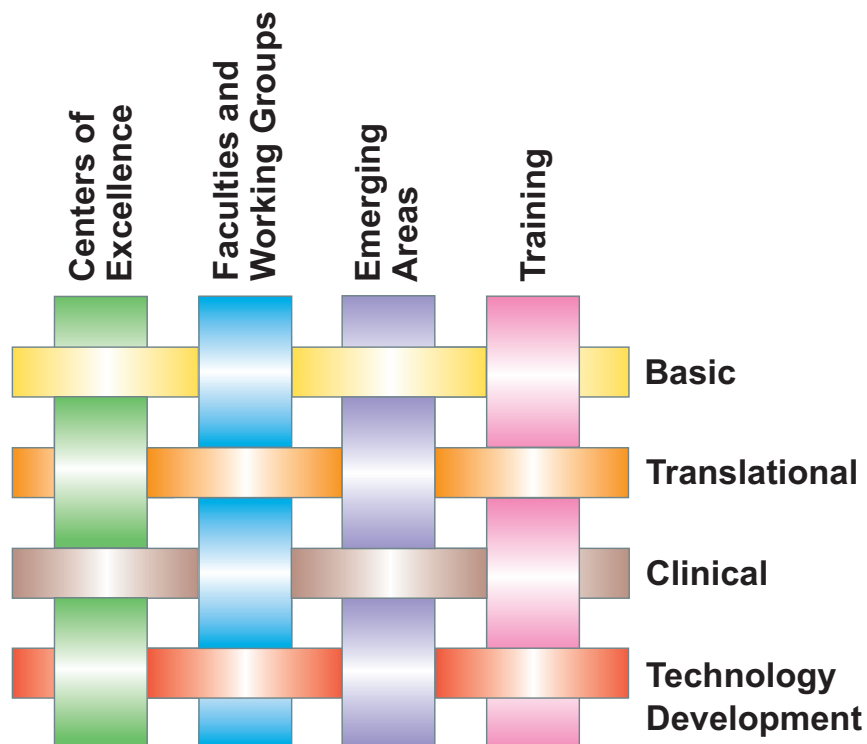 Centers of
Excellence
Faculties and
Working Groups
Emerging
Areas
Training
Basic
Translational
Clinical
Technology
Development